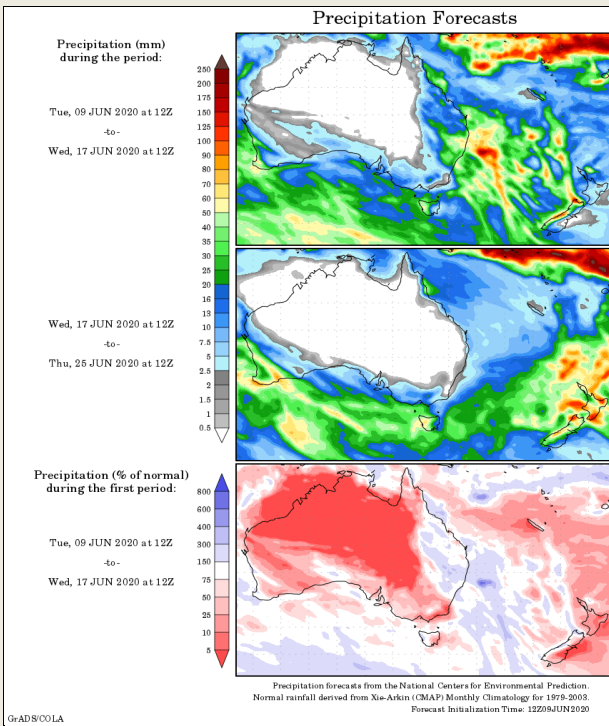 Precipitation Forecasts
Precipitation (mm)
during the period:
Tue, 09 JUN 2020 at 12Z
-to-
Wed, 17 JUN 2020 at 12Z
250
200
175
150
125
100
90
80
70
60
50
40
35
30
25
20
16
13
10
7.5
5
2.5
2
1.5
1
0.5
Wed, 17 JUN 2020 at 12Z
-to-
Thu, 25 JUN 2020 at 12Z
Precipitation (% of normal)
during the first period:
Tue, 09 JUN 2020 at 12Z
-to-
Wed, 17 JUN 2020 at 12Z
800
600
400
300
150
75
50
25
10
5
Precipitation forecasts from the National Centers for Environmental Prediction.
Normal rainfall derived from Xie-Arkin (CMAP) Monthly Climatology for 1979-2003.
Forecast Initialization Time: 12Z09JUN2020
GrADS/COLA